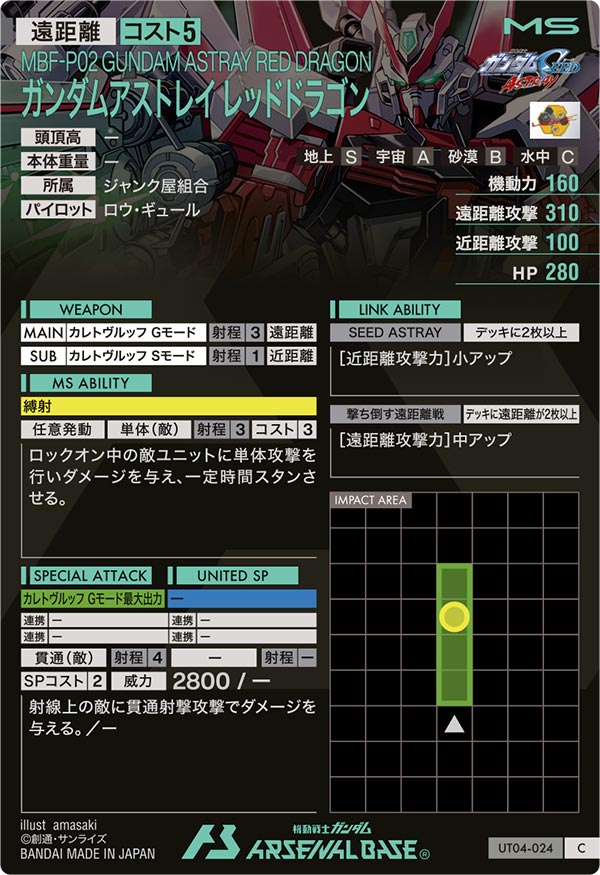 遠距離 コスト5 MS
MBF-P02 GUNDAM ASTRAY RED DRAGON
ガンダムアストレイ レッドドラゴン
ガンダムSEED ASTRAY
頭頂高 ー
本体重量 ー
所属 ジャンク屋組合
パイロット ロウ・ギュール
地上 S 宇宙 A 砂漠 B 水中 C
機動力 160
遠距離攻撃 310
近距離攻撃 100
HP 280
WEAPON
MAIN カレトヴルッフ Gモード 射程 3 遠距離
SUB カレトヴルッフ Sモード 射程 1 近距離
MS ABILITY
縛射
任意発動 単体(敵) 射程 3 コスト 3
ロックオン中の敵ユニットに単体攻撃を
行いダメージを与え、一定時間スタンさ
せる。
LINK ABILITY
SEED ASTRAY デッキに2枚以上
[近距離攻撃力]小アップ
撃ち倒す遠距離戦 デッキに遠距離が2枚以上
[遠距離攻撃力]中アップ
SPECIAL ATTACK UNITED SP
カレトヴルッフ Gモード最大出力 ー
連携 ー 連携 ー
連携 ー 連携 ー
貫通(敵) 射程 4 ー 射程 ー
SPコスト 2 威力 2800 / ー
射線上の敵に貫通射撃攻撃でダメージを
与える。／ー
IMPACT AREA
illust amasaki
©創通・サンライズ
BANDAI MADE IN JAPAN
機動戦士ガンダム
AB ARSENAL BASE®
UT04-024 C